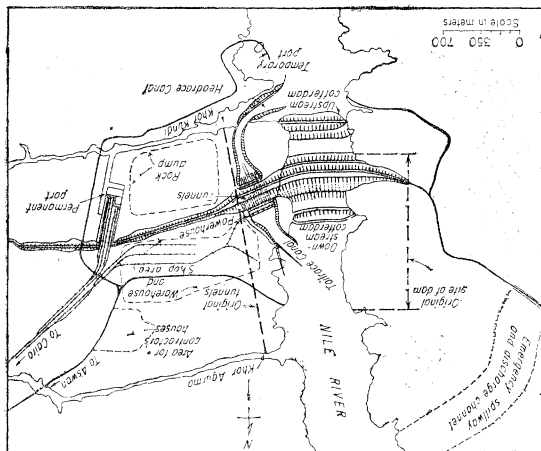 N
Emergency spillway
and discharge channel
NILE
RIVER
Khor Agurmo
Area for
contractor's
houses
To Aswan
To Cairo
Original
site of dam
Original
tunnels
Warehouse
and
Shop area
Tailrace Canal
Down-
stream
cofferdam
Powerhouse
Tunnels
Permanent
port
Rock
dump
Upstream
cofferdam
Khor Kundi
Headrace Canal
Temporary
port
0 350 700
Scale in meters